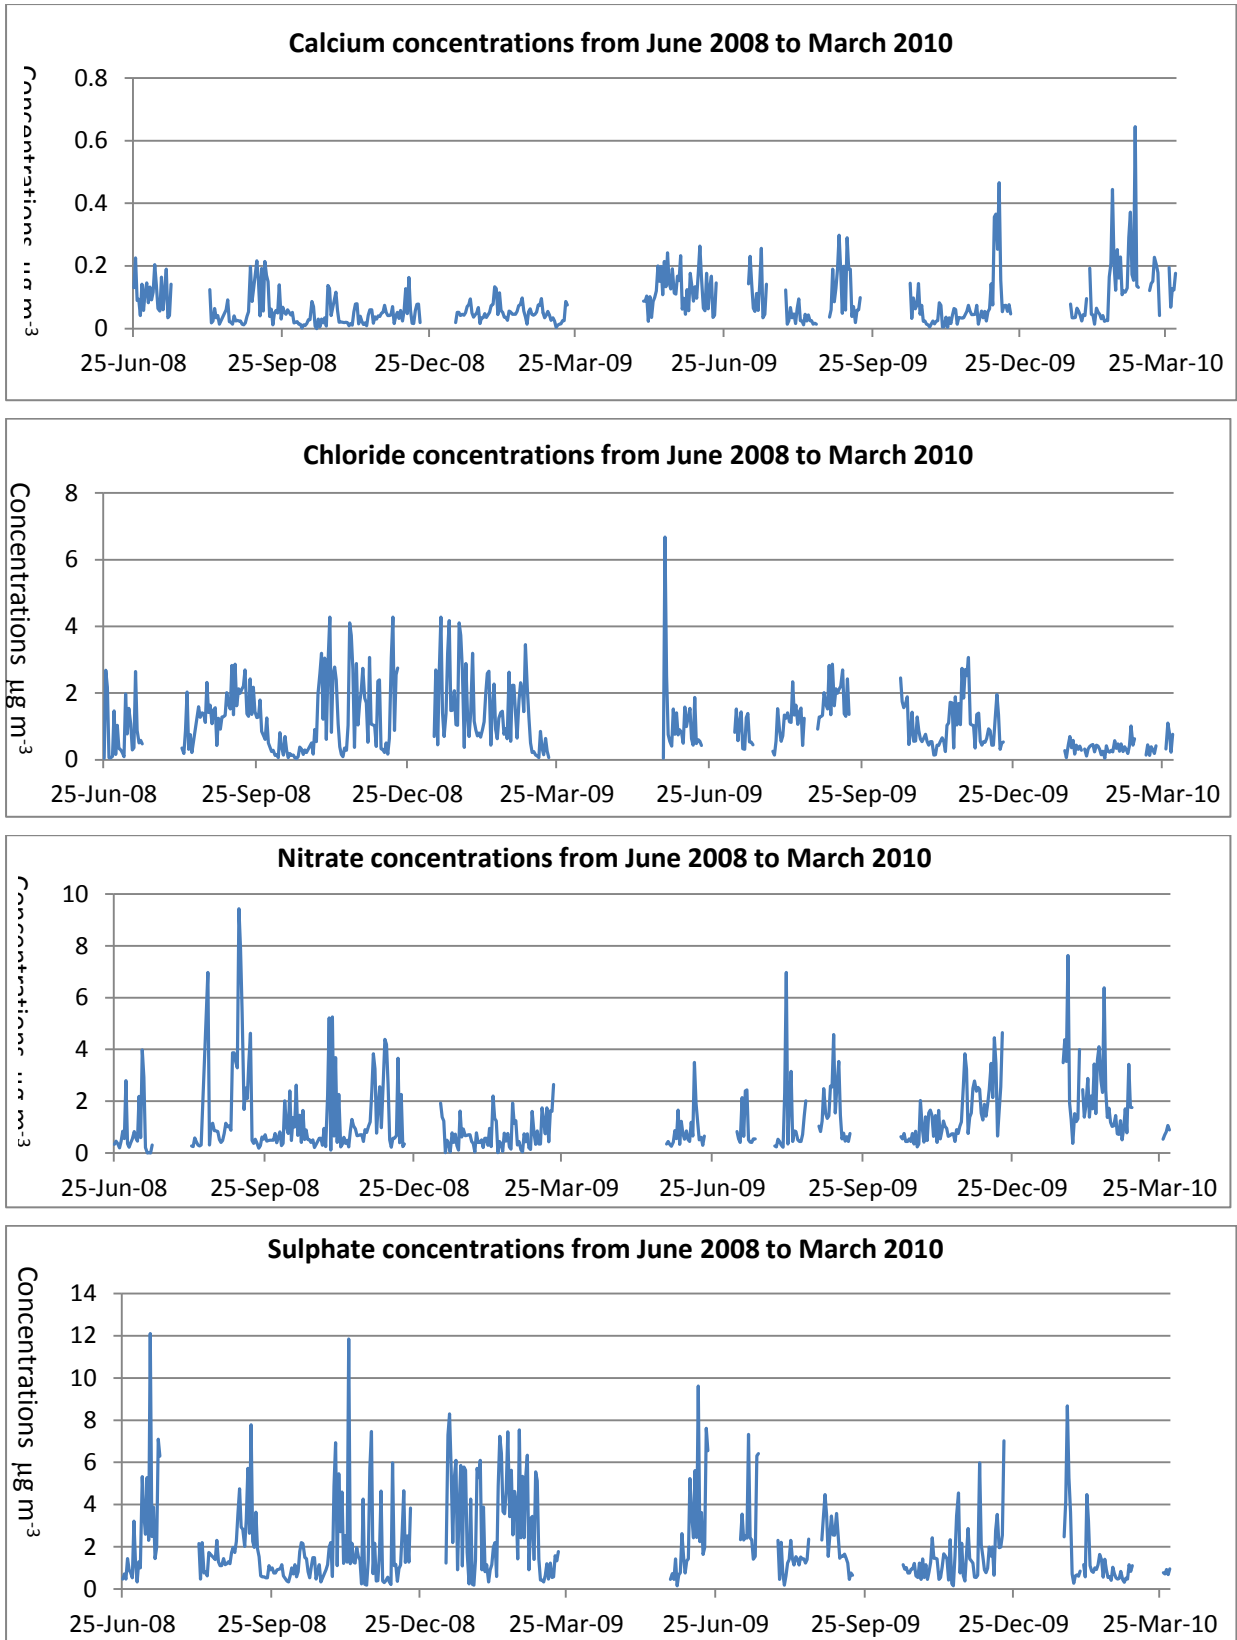 Calcium concentrations from June 2008 to March 2010
Concentrations µg m-3
0.8
0.6
0.4
0.2
0
25-Jun-08 25-Sep-08 25-Dec-08 25-Mar-09 25-Jun-09 25-Sep-09 25-Dec-09 25-Mar-10
Chloride concentrations from June 2008 to March 2010
Concentrations µg m-3
8
6
4
2
0
25-Jun-08 25-Sep-08 25-Dec-08 25-Mar-09 25-Jun-09 25-Sep-09 25-Dec-09 25-Mar-10
Nitrate concentrations from June 2008 to March 2010
Concentrations µg m-3
10
8
6
4
2
0
25-Jun-08 25-Sep-08 25-Dec-08 25-Mar-09 25-Jun-09 25-Sep-09 25-Dec-09 25-Mar-10
Sulphate concentrations from June 2008 to March 2010
Concentrations µg m-3
14
12
10
8
6
4
2
0
25-Jun-08 25-Sep-08 25-Dec-08 25-Mar-09 25-Jun-09 25-Sep-09 25-Dec-09 25-Mar-10